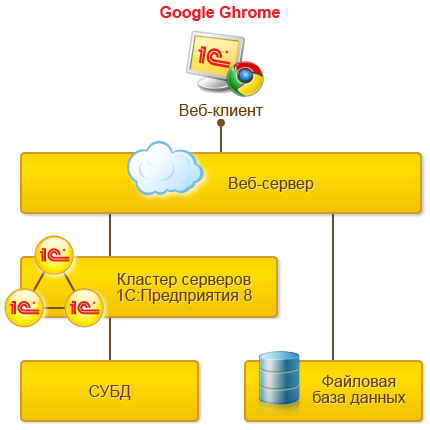 Google Ghrome
1С
Веб-клиент
Веб-сервер
1С
1С
1С
Кластер серверов
1С:Предприятия 8
СУБД
Файловая
база данных